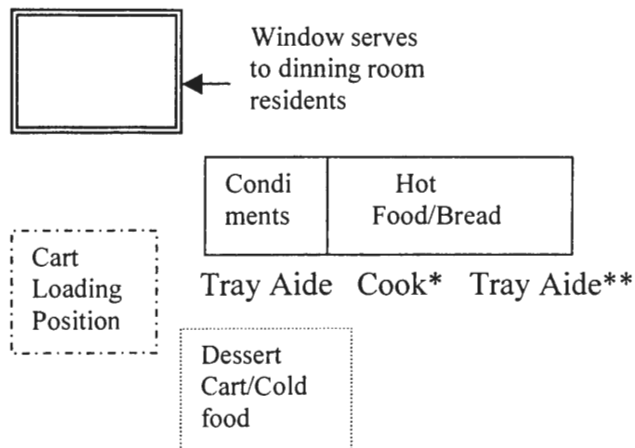 Window serves
to dinning room
residents
Condi
ments
Hot
Food/Bread
Cart
Loading
Position
Tray Aide Cook* Tray Aide**
Dessert
Cart/Cold
food